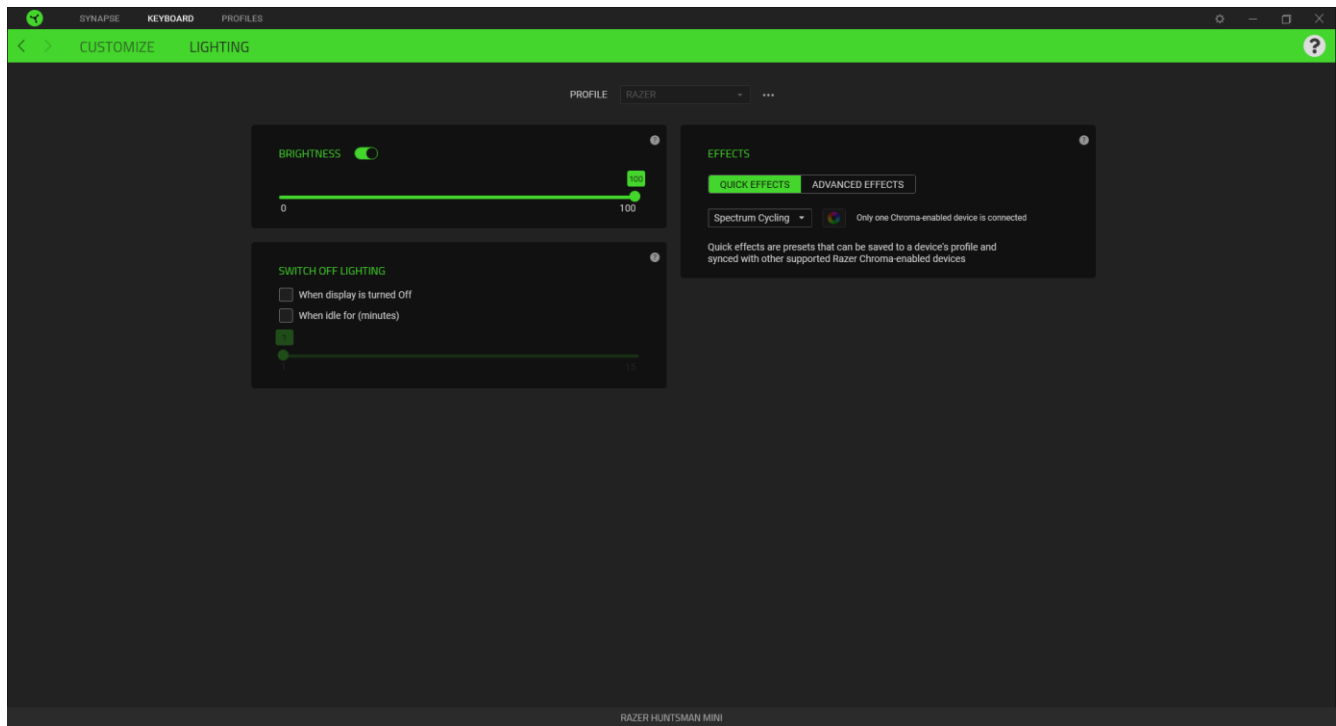 SYNAPSE KEYBOARD PROFILES
CUSTOMIZE LIGHTING
?
PROFILE RAZER
BRIGHTNESS
?
100
0 100
SWITCH OFF LIGHTING
?
When display is turned Off
When idle for (minutes)
1
1 15
EFFECTS
?
QUICK EFFECTS ADVANCED EFFECTS
Spectrum Cycling Only one Chroma-enabled device is connected
Quick effects are presets that can be saved to a device's profile and
synced with other supported Razer Chroma-enabled devices
RAZER HUNTSMAN MINI